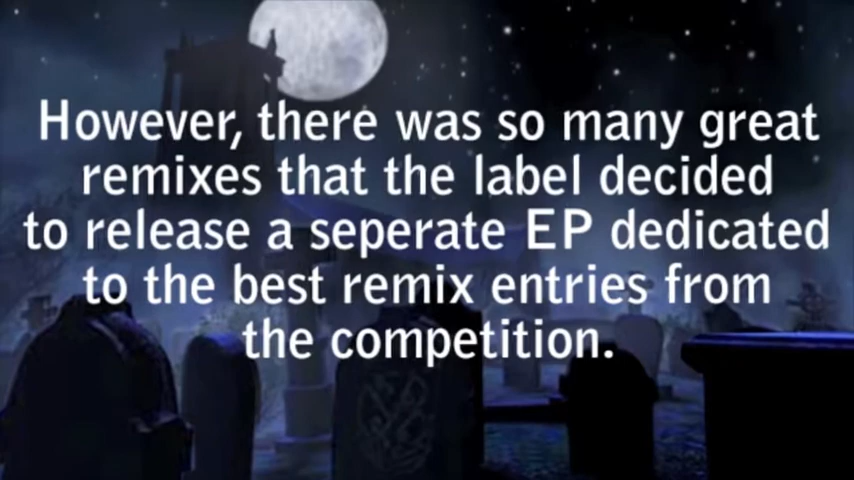 However, there was so many great
remixes that the label decided
to release a seperate EP dedicated
to the best remix entries from
the competition.